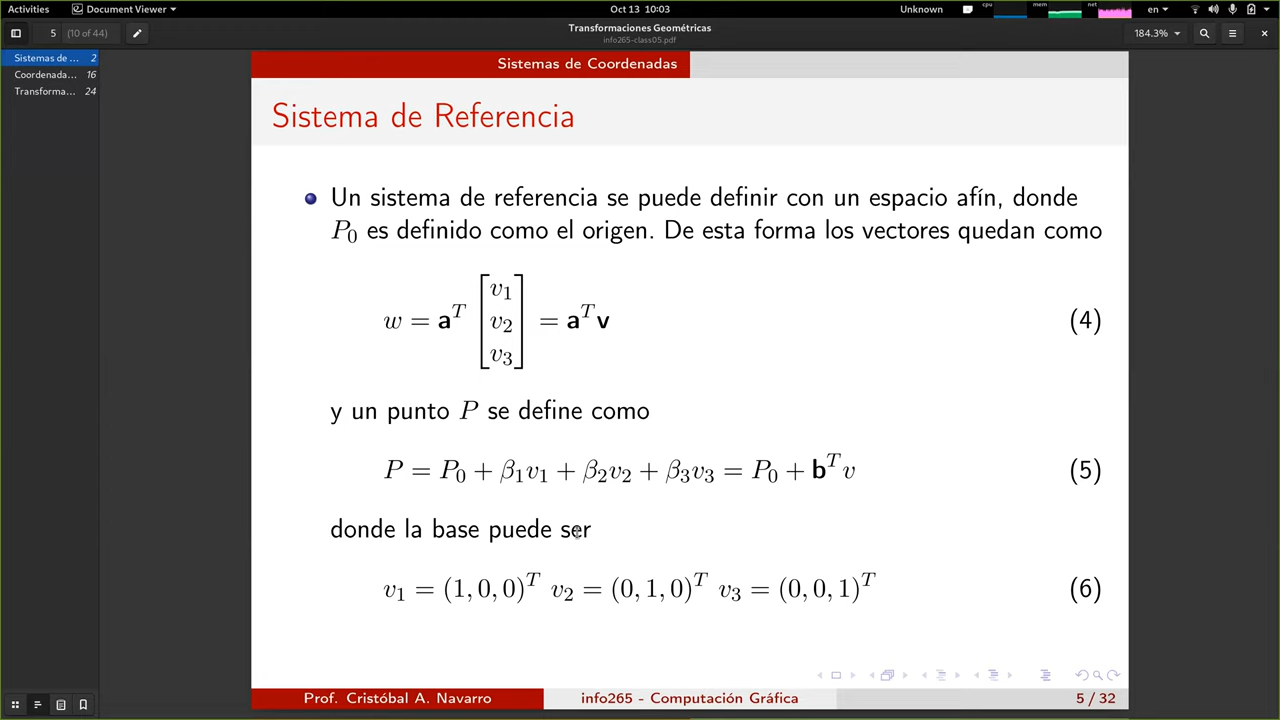 Activities
Document Viewer
Oct 13 10:03
Unknown
cpu
mem
net
en
5
(10 of 44)
Transformaciones Geométricas
info265-class05.pdf
184.3%
Sistemas de ... 2
Coordenada... 16
Transforma... 24
Sistemas de Coordenadas
Sistema de Referencia
Un sistema de referencia se puede definir con un espacio afín, donde
P₀ es definido como el origen. De esta forma los vectores quedan como
w = aᵀ [v₁ v₂ v₃] = aᵀv (4)
y un punto P se define como
P = P₀ + β₁v₁ + β₂v₂ + β₃v₃ = P₀ + bᵀv (5)
donde la base puede ser
v₁ = (1, 0, 0)ᵀ v₂ = (0, 1, 0)ᵀ v₃ = (0, 0, 1)ᵀ (6)
Prof. Cristóbal A. Navarro
info265 - Computación Gráfica
5 / 32